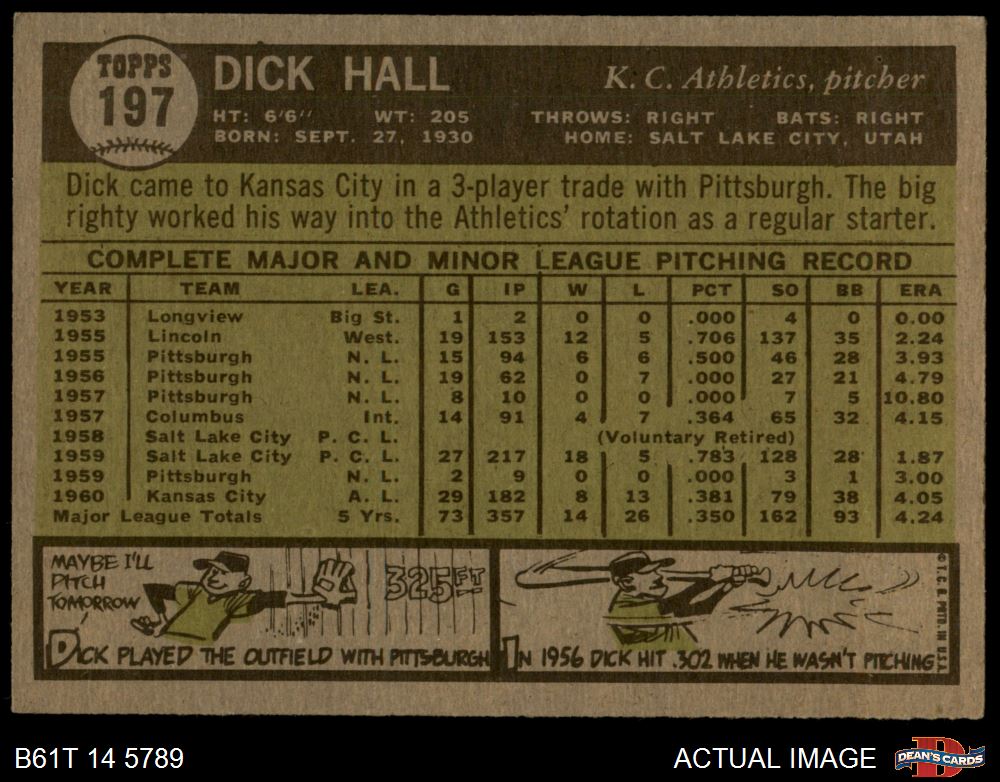 TOPPS
197
DICK HALL
K. C. Athletics, pitcher
HT: 6'6" WT: 205 THROWS: RIGHT BATS: RIGHT
BORN: SEPT. 27, 1930 HOME: SALT LAKE CITY, UTAH
Dick came to Kansas City in a 3-player trade with Pittsburgh. The big
righty worked his way into the Athletics' rotation as a regular starter.
COMPLETE MAJOR AND MINOR LEAGUE PITCHING RECORD
YEAR TEAM LEA. G IP W L PCT SO BB ERA
1953 Longview Big St. 1 2 0 0 .000 4 0 0.00
1955 Lincoln West. 19 153 12 5 .706 137 35 2.24
1955 Pittsburgh N. L. 15 94 6 6 .500 46 28 3.93
1956 Pittsburgh N. L. 19 62 0 7 .000 27 21 4.79
1957 Pittsburgh N. L. 8 10 0 0 .000 7 5 10.80
1957 Columbus Int. 14 91 4 7 .364 65 32 4.15
1958 Salt Lake City P. C. L. (Voluntary Retired)
1959 Salt Lake City P. C. L. 27 217 18 5 .783 128 28 1.87
1959 Pittsburgh N. L. 2 9 0 0 .000 3 1 3.00
1960 Kansas City A. L. 29 182 8 13 .381 79 38 4.05
Major League Totals 5 Yrs. 73 357 14 26 .350 162 93 4.24
MAYBE I'LL
PITCH
TOMORROW
325 FT
DICK PLAYED THE OUTFIELD WITH PITTSBURGH
IN 1956 DICK HIT .302 WHEN HE WASN'T PITCHING
© T. C. G. PRTD. IN U.S.A.
B61T 14 5789
ACTUAL IMAGE
D
DEAN'S CARDS